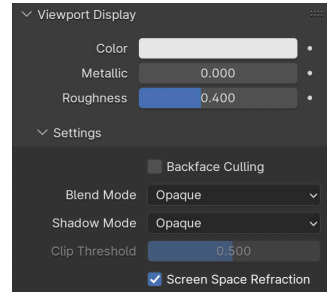 Viewport Display
Color
Metallic 0.000
Roughness 0.400
Settings
Backface Culling
Blend Mode Opaque
Shadow Mode Opaque
Clip Threshold 0.500
Screen Space Refraction